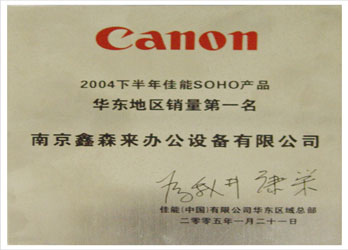 Canon
2004下半年佳能SOHO产品
华东地区销量第一名
南京鑫森来办公设备有限公司
佳能(中国)有限公司华东区域总部
二零零五年一月二十一日